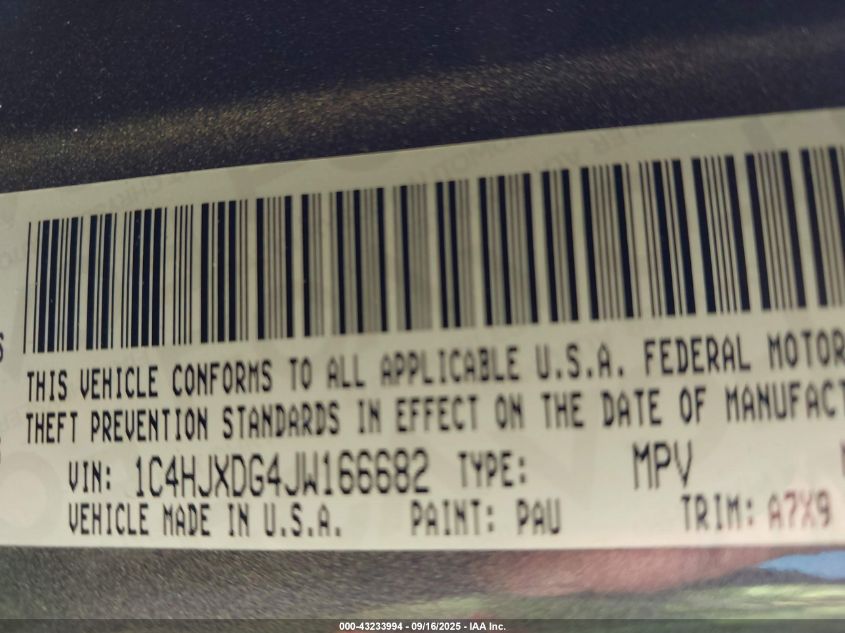 THIS VEHICLE CONFORMS TO ALL APPLICABLE U.S.A. FEDERAL MOTOR
THEFT PREVENTION STANDARDS IN EFFECT ON THE DATE OF MANUFACT
VIN: 1C4HJXDG4JW166682 TYPE: MPV
VEHICLE MADE IN U.S.A. PAINT: PAU TRIM: A7X9
000-43233994 - 09/16/2025 - IAA Inc.